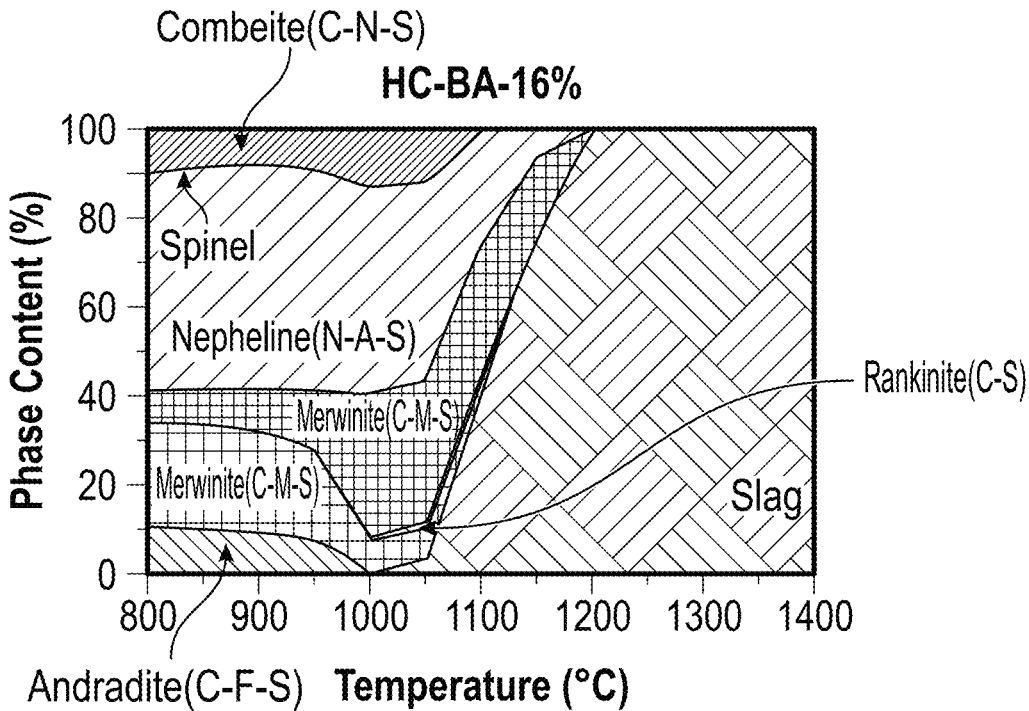 Combeite(C-N-S)
HC-BA-16%
Phase Content (%)
100
80
60
40
20
0
Spinel
Nepheline(N-A-S)
Merwinite(C-M-S)
Merwinite(C-M-S)
Rankinite(C-S)
Slag
800
900
1000
1100
1200
1300
1400
Andradite(C-F-S)
Temperature (°C)